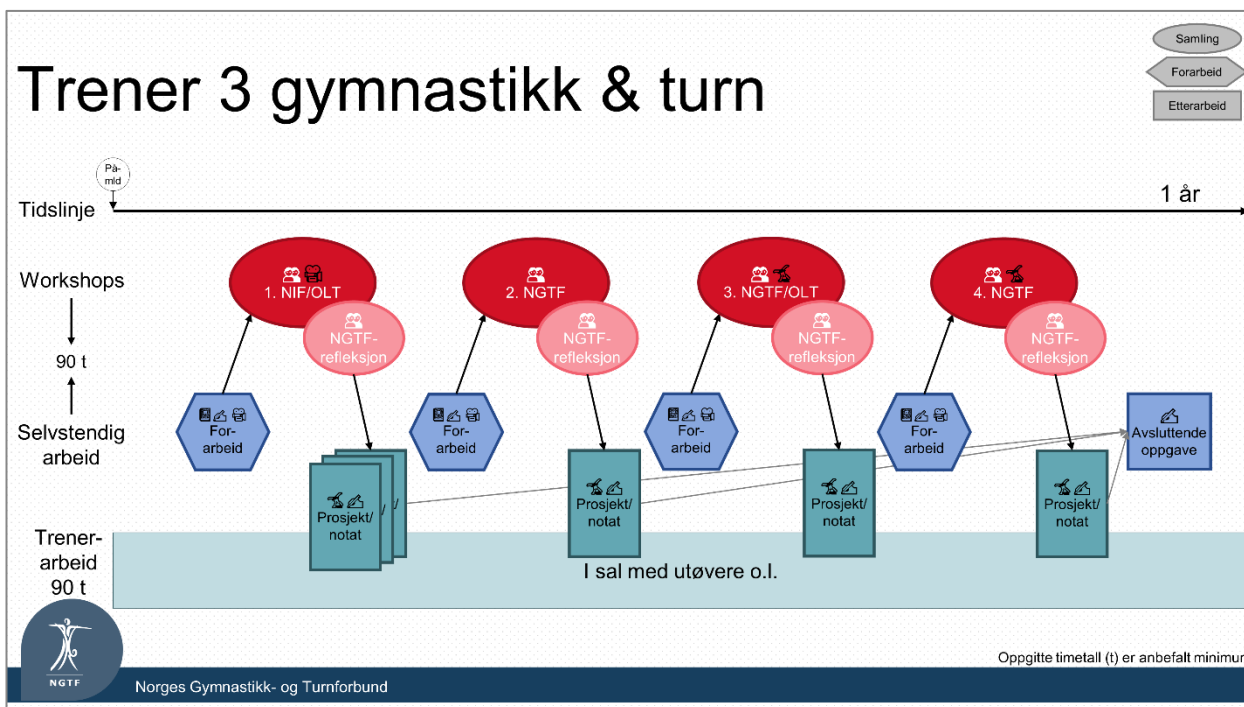 Samling
Forarbeid
Etterarbeid
Trener 3 gymnastikk & turn
På-
mld
Tidslinje
1 år
Workshops
90 t
Selvstendig
arbeid
1. NIF/OLT
NGTF-
refleksjon
2. NGTF
NGTF-
refleksjon
3. NGTF/OLT
NGTF-
refleksjon
4. NGTF
NGTF-
refleksjon
For-
arbeid
For-
arbeid
For-
arbeid
For-
arbeid
Avsluttende
oppgave
Prosjekt/
notat
Prosjekt/
notat
Prosjekt/
notat
Prosjekt/
notat
Trener-
arbeid
90 t
I sal med utøvere o.l.
Oppgitte timetall (t) er anbefalt minimum
NGTF
Norges Gymnastikk- og Turnforbund